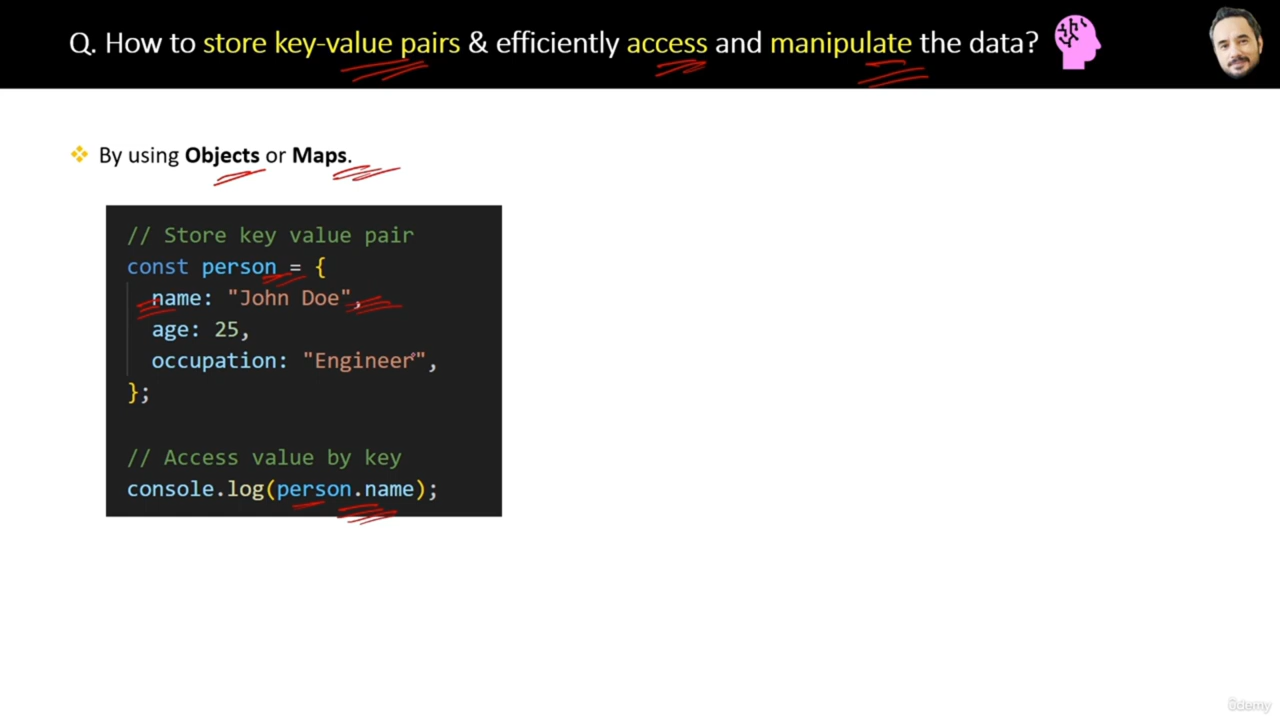 Q. How to store key-value pairs & efficiently access and manipulate the data?
By using Objects or Maps.
// Store key value pair
const person = {
name: "John Doe",
age: 25,
occupation: "Engineer",
};
// Access value by key
console.log(person.name);
ûdemy